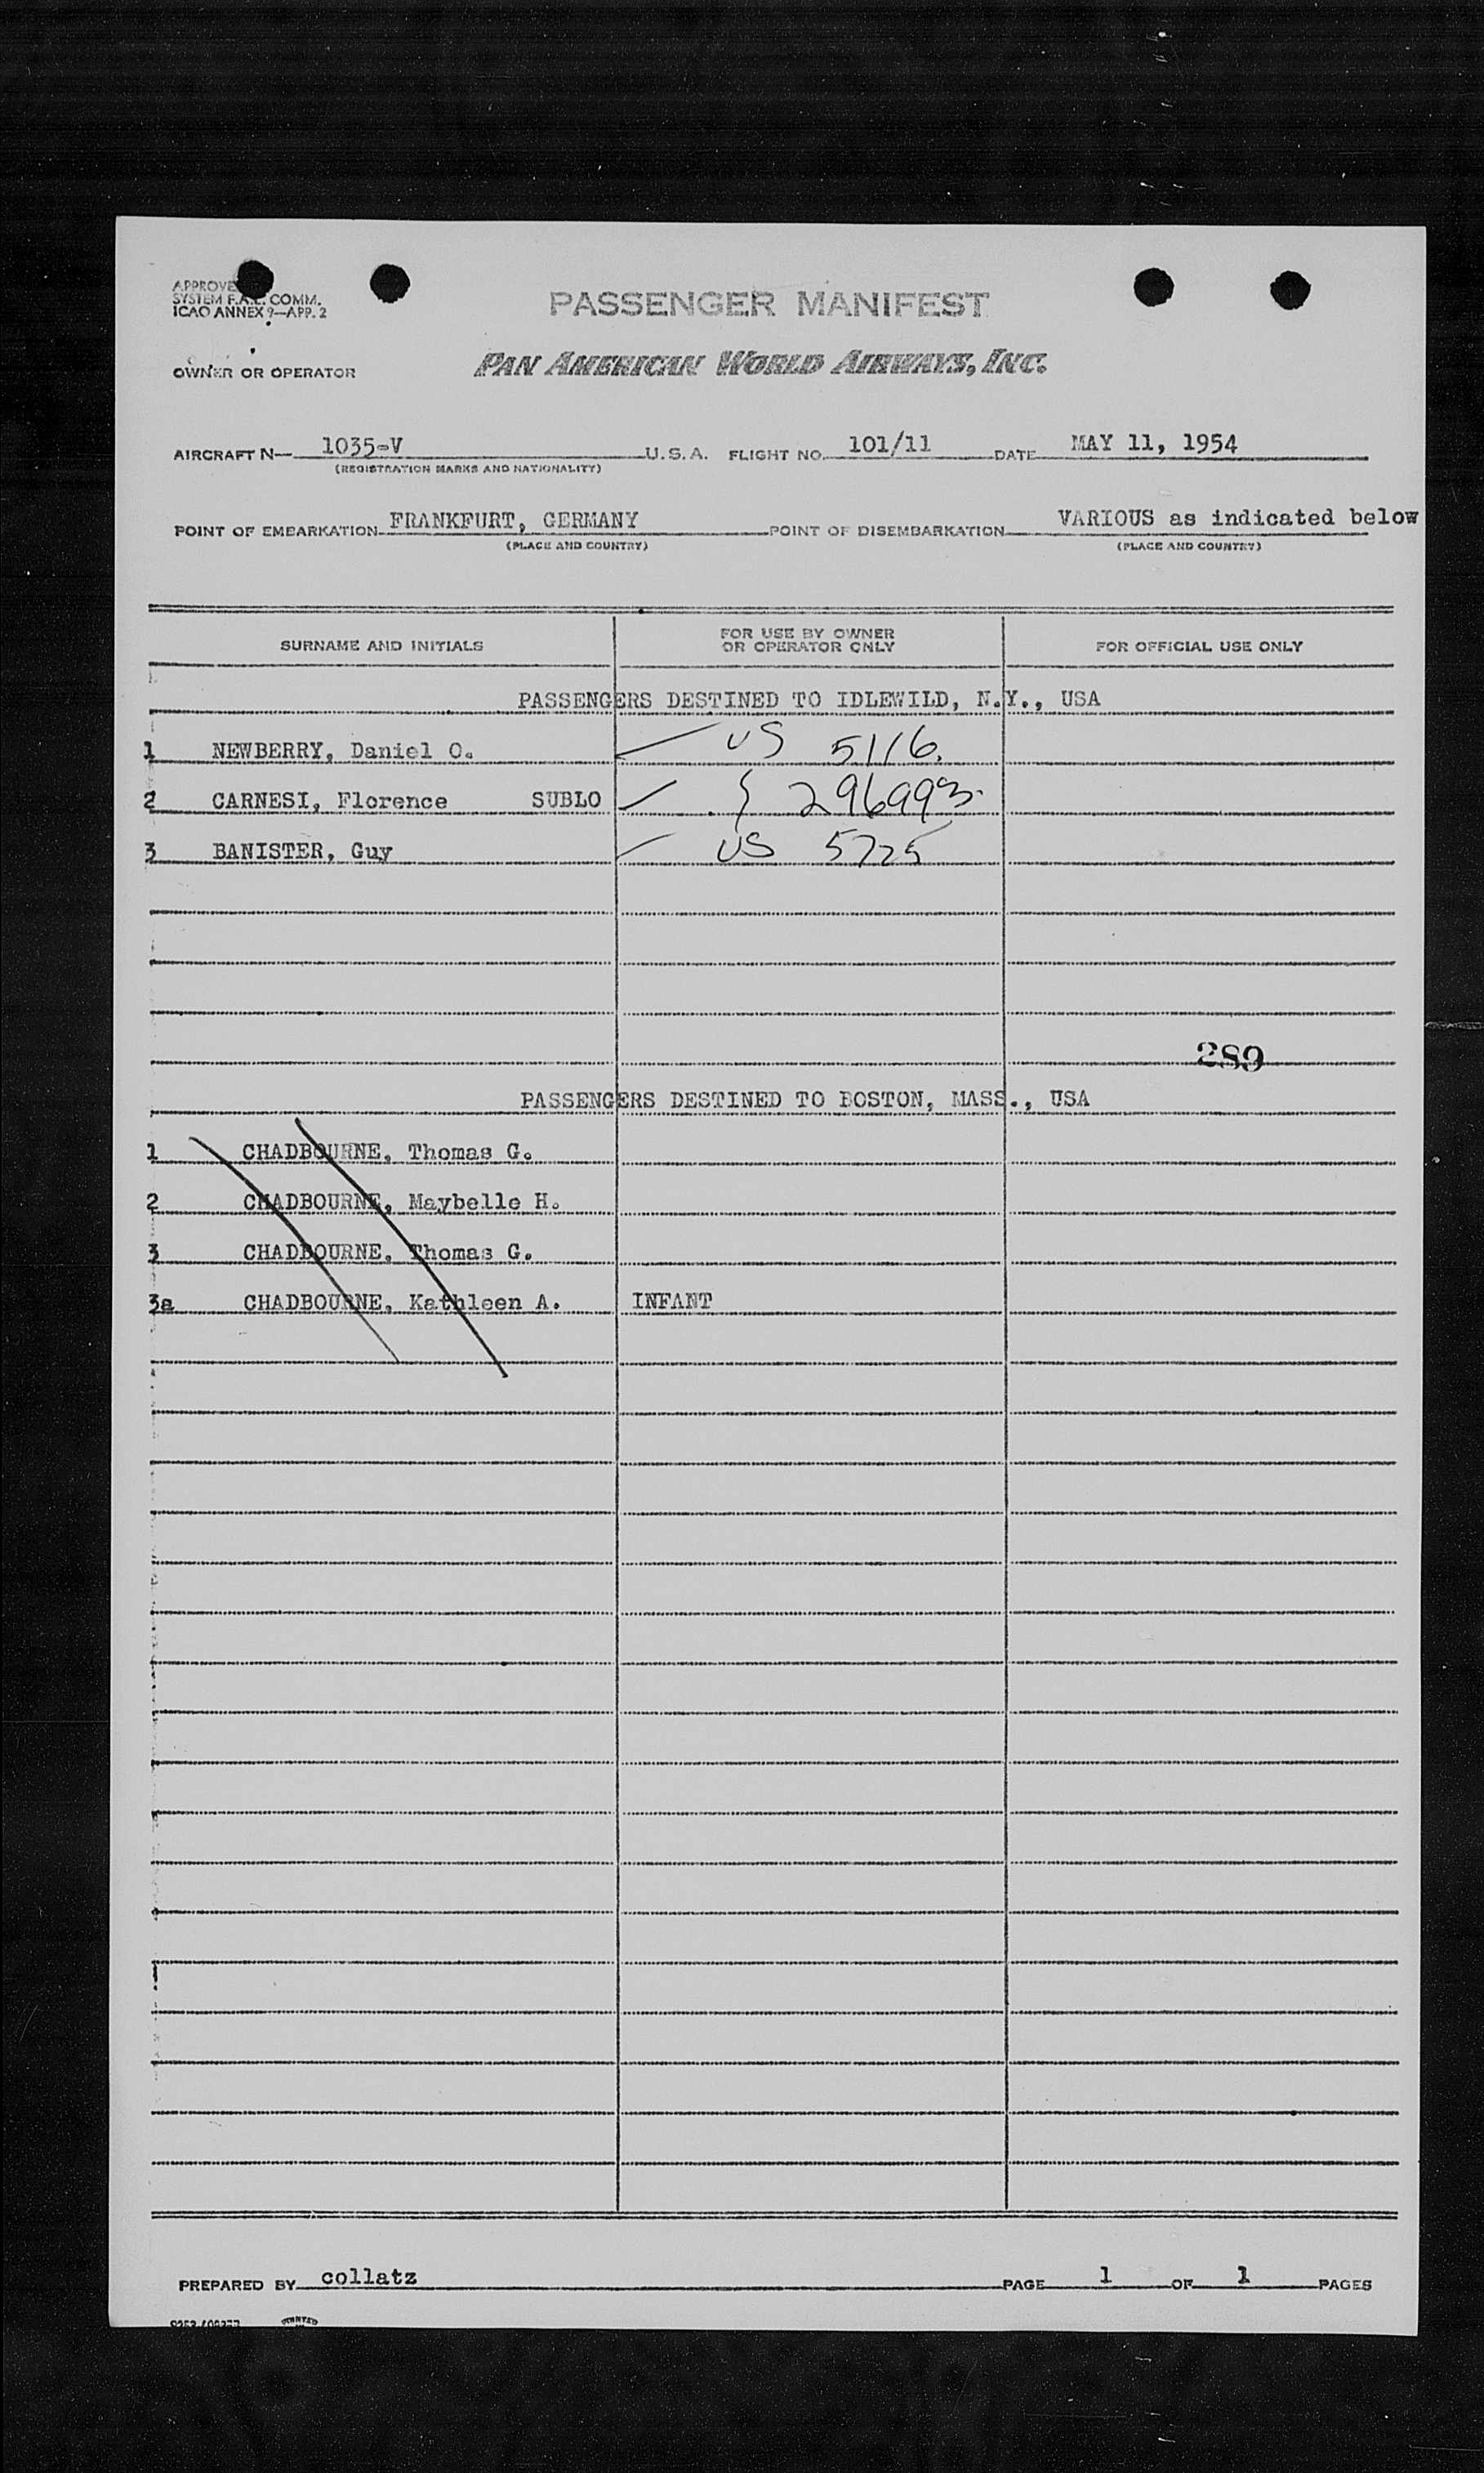 APPROVE
SYSTEM F.A.L. COMM.
ICAO ANNEX 9—APP. 2
PASSENGER MANIFEST
OWNER OR OPERATOR PAN AMERICAN WORLD AIRWAYS, INC.
AIRCRAFT N— 1035-V U.S.A. FLIGHT NO. 101/11 DATE MAY 11, 1954
(REGISTRATION MARKS AND NATIONALITY)
POINT OF EMBARKATION FRANKFURT, GERMANY POINT OF DISEMBARKATION VARIOUS as indicated below
(PLACE AND COUNTRY) (PLACE AND COUNTRY)
SURNAME AND INITIALS FOR USE BY OWNER OR OPERATOR ONLY FOR OFFICIAL USE ONLY
PASSENGERS DESTINED TO IDLEWILD, N.Y., USA
1 NEWBERRY, Daniel O. US 5116.
2 CARNESI, Florence SUBLO 296993.
3 BANISTER, Guy US 5725
289
PASSENGERS DESTINED TO BOSTON, MASS., USA
1 CHADBOURNE, Thomas G.
2 CHADBOURNE, Maybelle H.
3 CHADBOURNE, Thomas G.
3a CHADBOURNE, Kathleen A. INFANT
PREPARED BY collatz PAGE 1 OF 1 PAGES